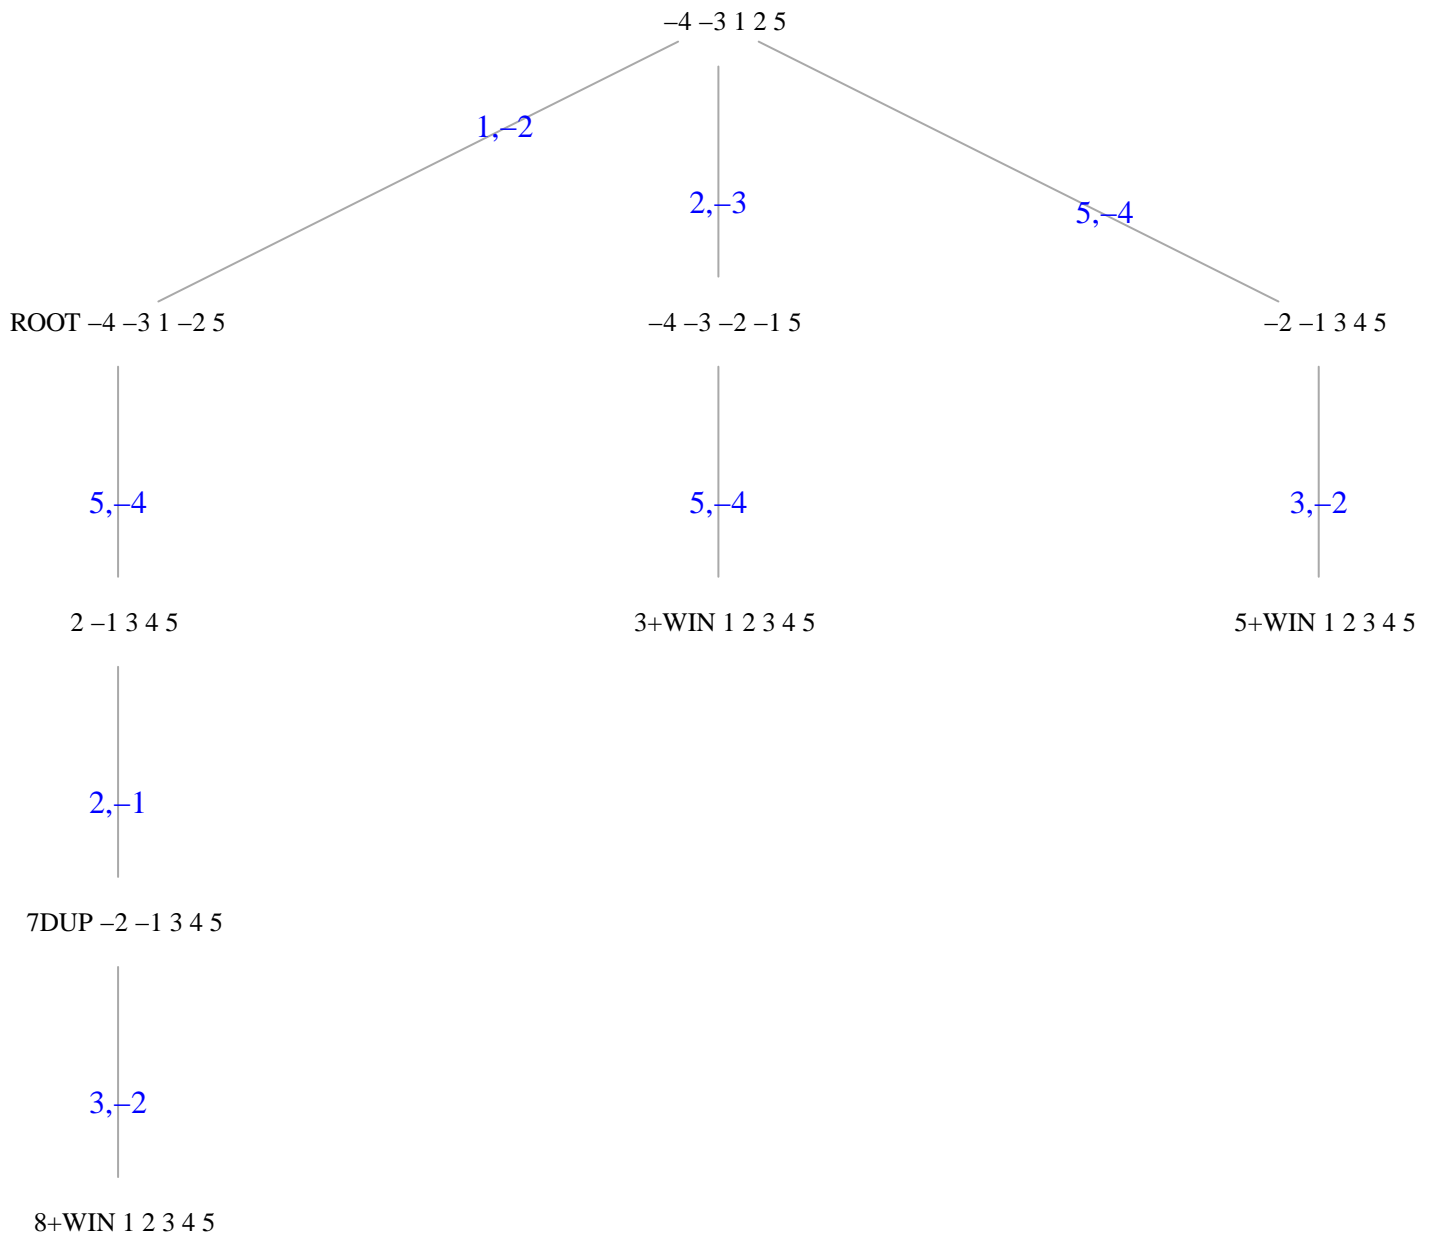 –4 –3 1 2 5
1,–2
2,–3
5,–4
ROOT –4 –3 1 –2 5
–4 –3 –2 –1 5
–2 –1 3 4 5
5,–4
5,–4
3,–2
2 –1 3 4 5
3+WIN 1 2 3 4 5
5+WIN 1 2 3 4 5
2,–1
7DUP –2 –1 3 4 5
3,–2
8+WIN 1 2 3 4 5